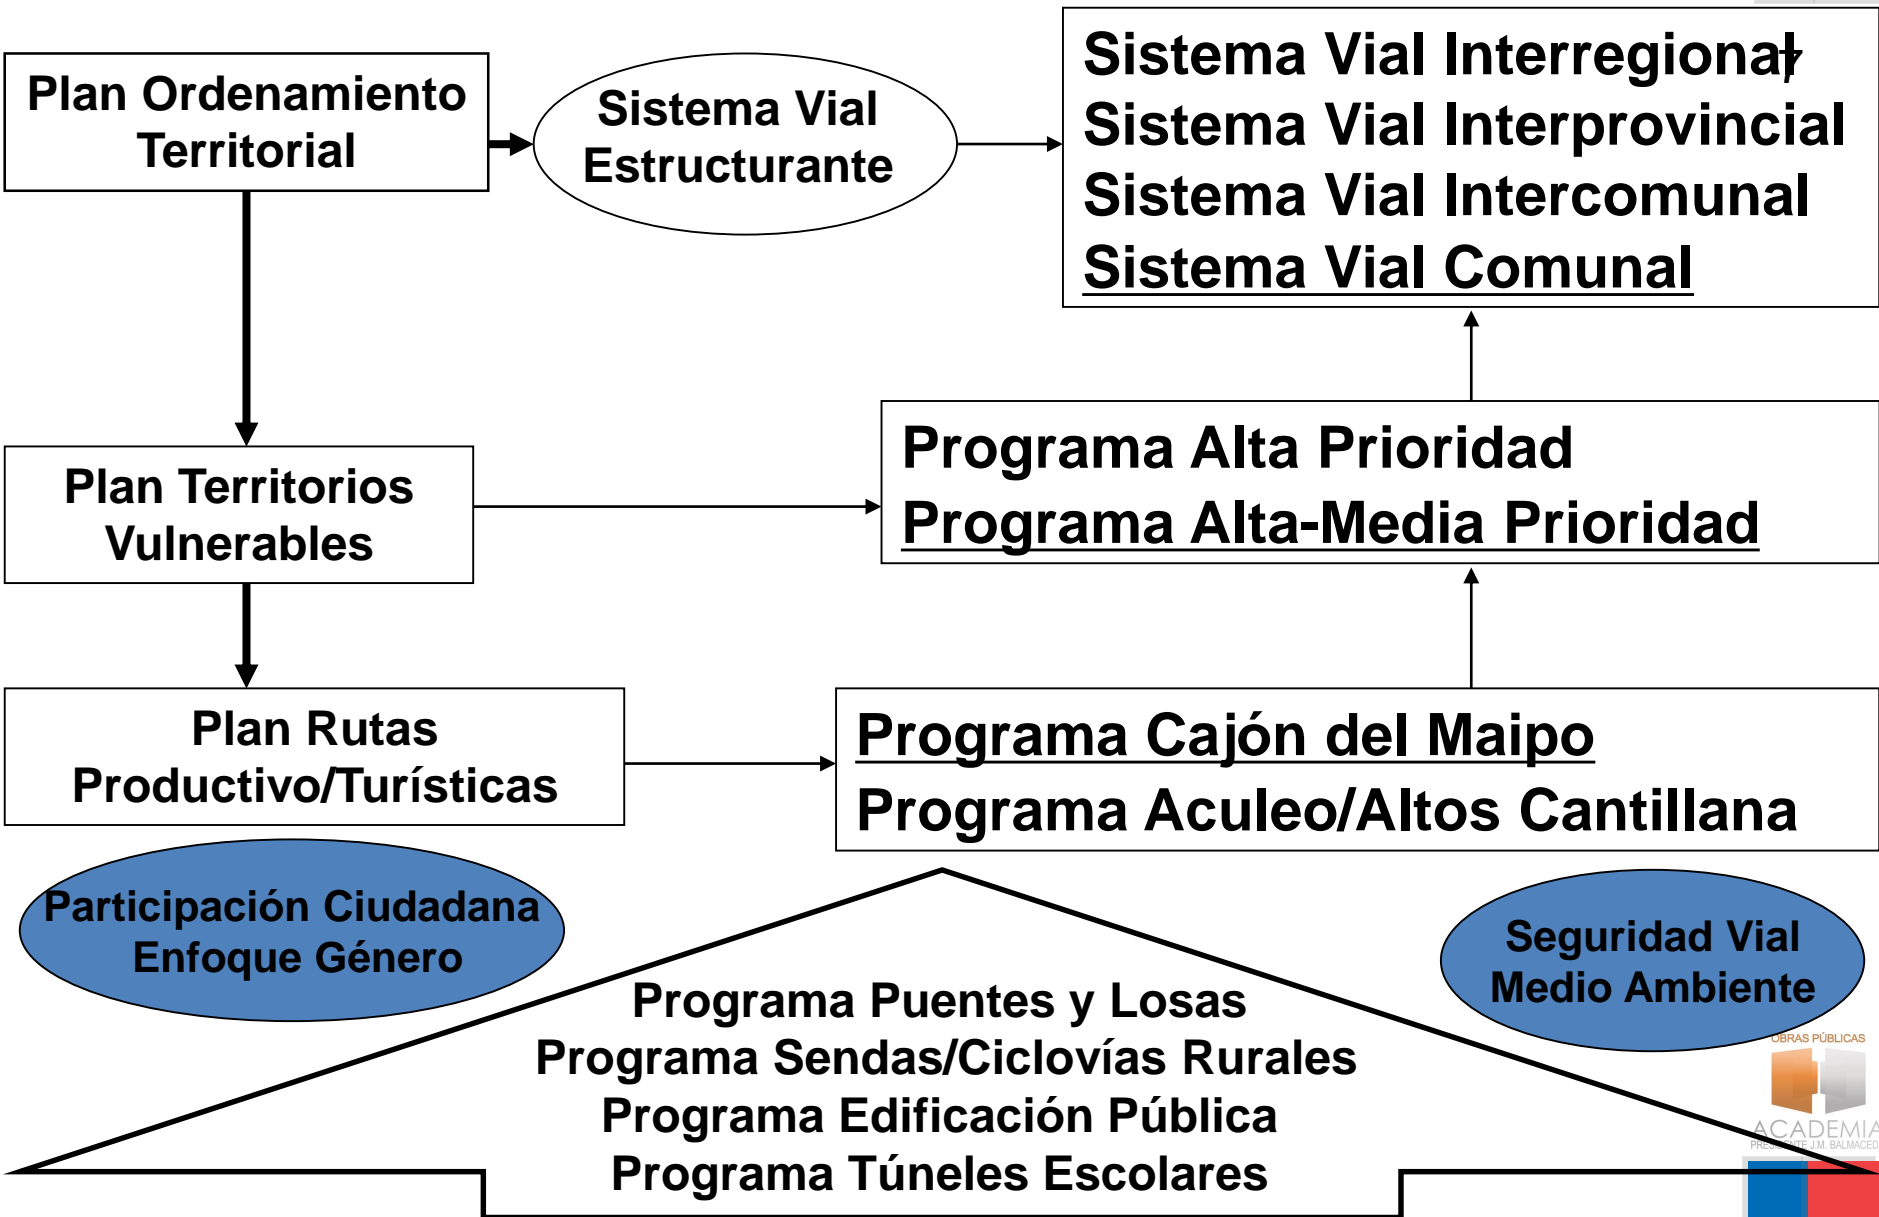 Plan Ordenamiento
Territorial
Sistema Vial
Estructurante
Sistema Vial Interregional
7
Sistema Vial Interprovincial
Sistema Vial Intercomunal
Sistema Vial Comunal
Plan Territorios
Vulnerables
Programa Alta Prioridad
Programa Alta-Media Prioridad
Plan Rutas
Productivo/Turísticas
Programa Cajón del Maipo
Programa Aculeo/Altos Cantillana
Participación Ciudadana
Enfoque Género
Seguridad Vial
Medio Ambiente
Programa Puentes y Losas
Programa Sendas/Ciclovías Rurales
Programa Edificación Pública
Programa Túneles Escolares
OBRAS PÚBLICAS
ACADEMIA
PRESIDENTE J.M. BALMACEDA